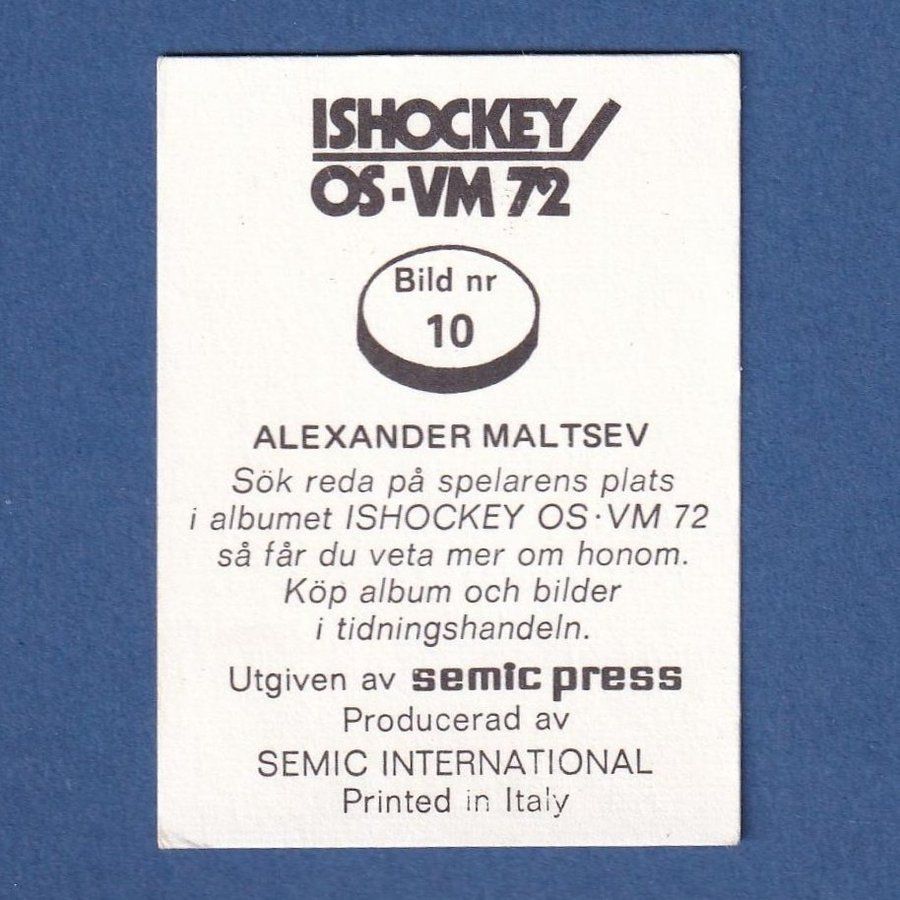 ISHOCKEY
OS·VM 72
Bild nr
10
ALEXANDER MALTSEV
Sök reda på spelarens plats
i albumet ISHOCKEY OS·VM 72
så får du veta mer om honom.
Köp album och bilder
i tidningshandeln.
Utgiven av semic press
Producerad av
SEMIC INTERNATIONAL
Printed in Italy